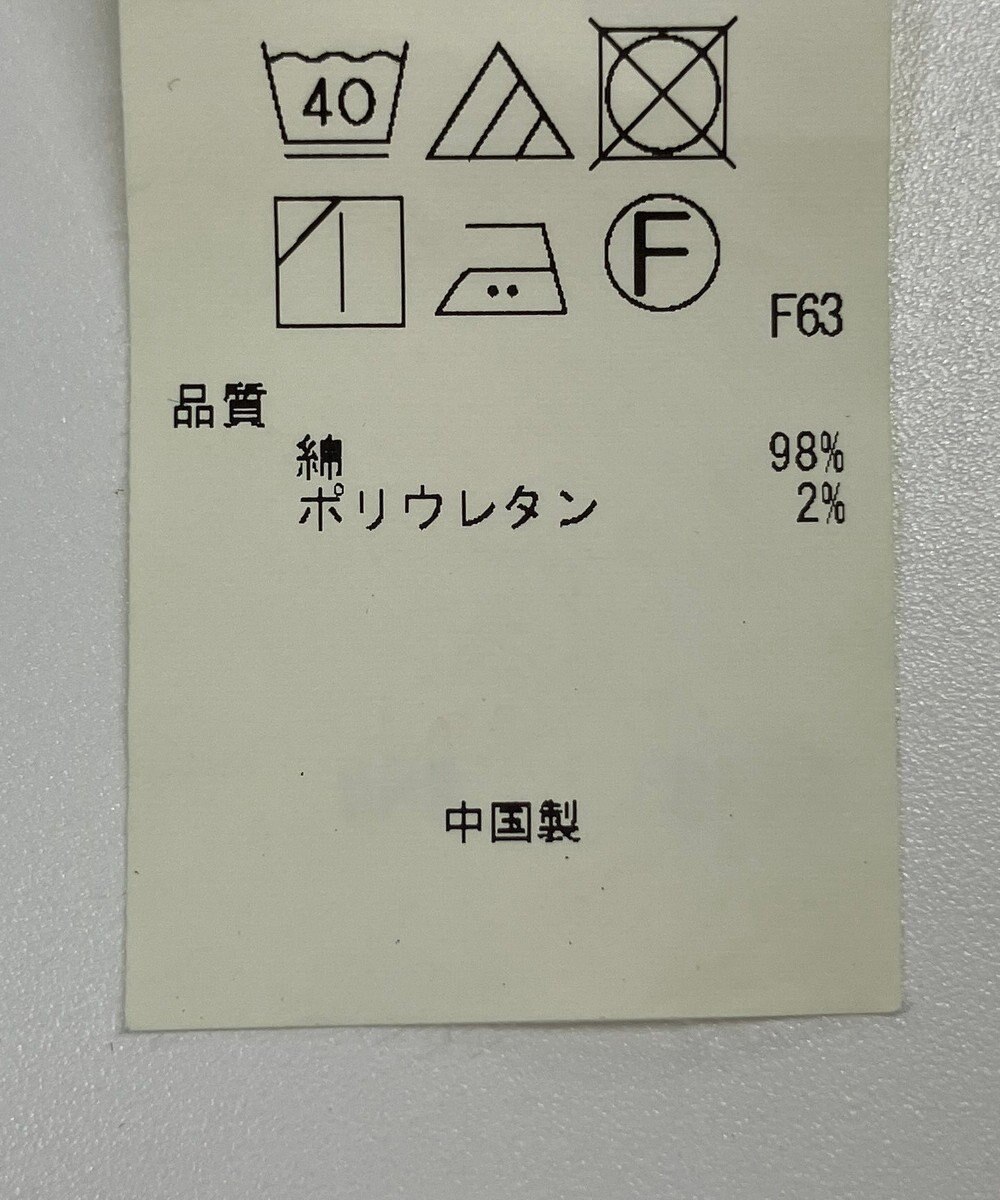 40
F
F63
品質
綿 98%
ポリウレタン 2%
中国製